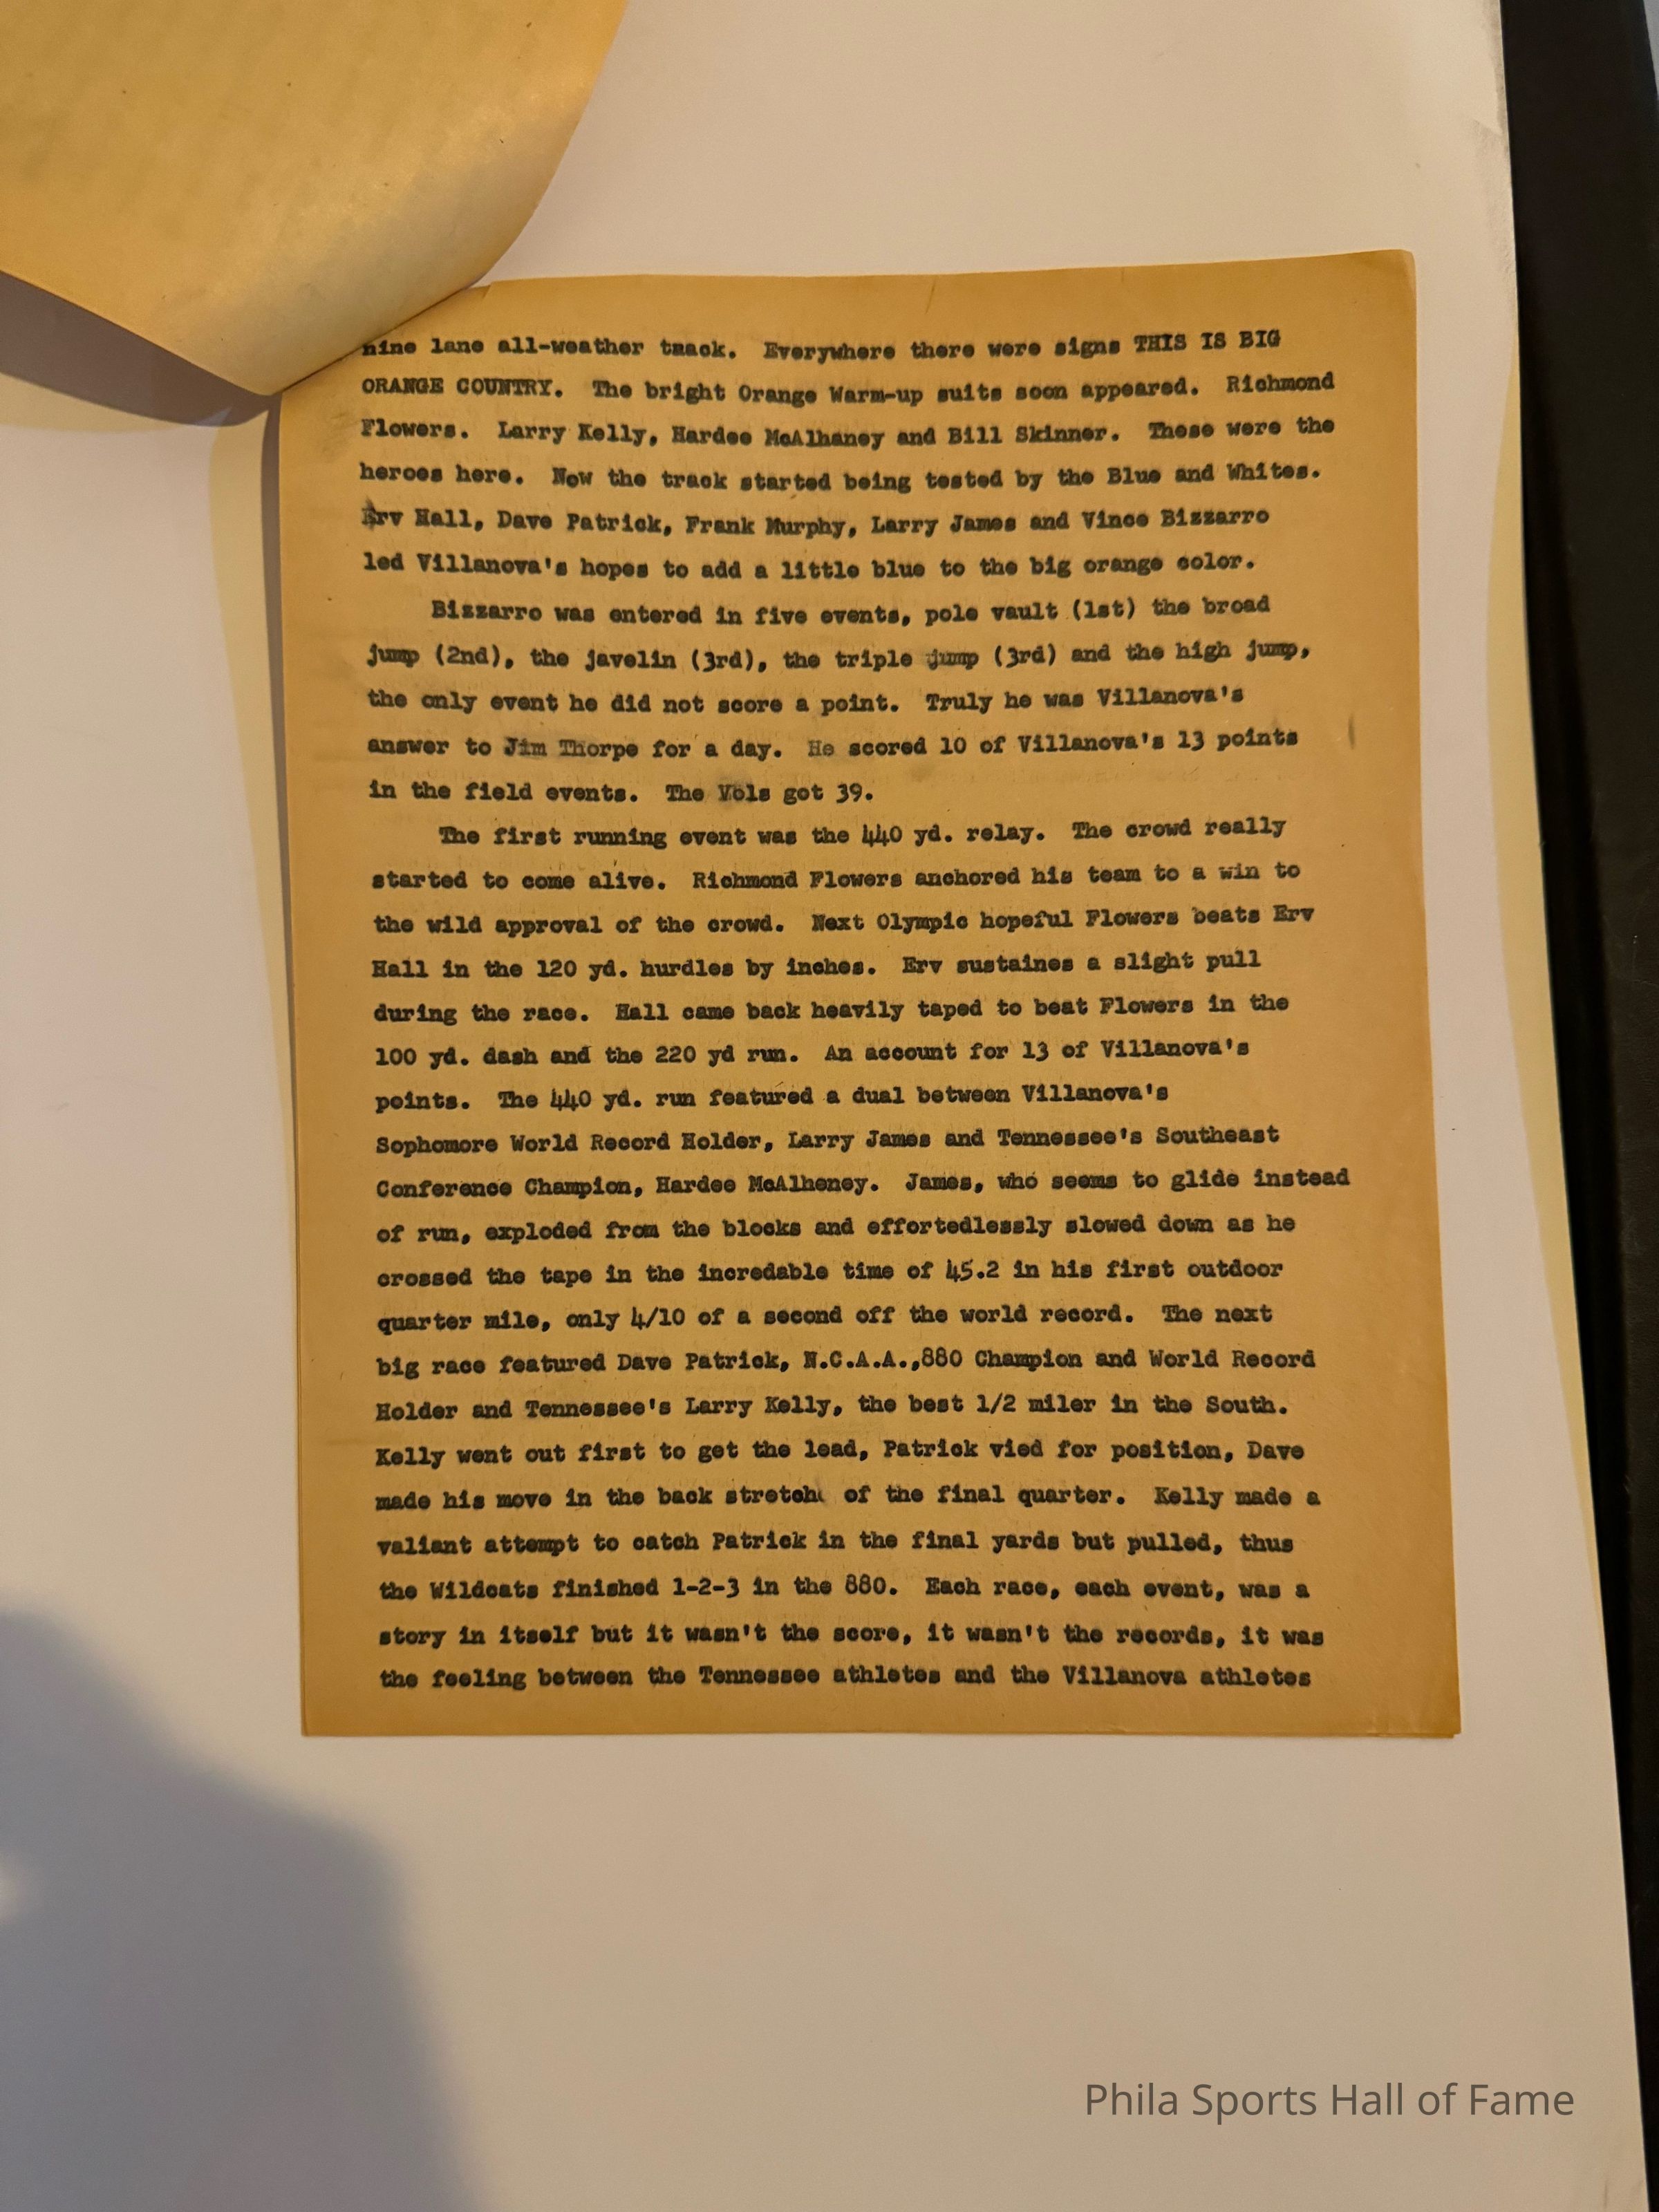 nine lane all-weather taack.  Everywhere there were signs THIS IS BIG
ORANGE COUNTRY.  The bright Orange Warm-up suits soon appeared.  Richmond
Flowers.  Larry Kelly, Hardee McAlhaney and Bill Skinner.  These were the
heroes here.  Now the track started being tested by the Blue and Whites.
Erv Hall, Dave Patrick, Frank Murphy, Larry James and Vince Bizzarro
led Villanova's hopes to add a little blue to the big orange color.
Bizzarro was entered in five events, pole vault (1st) the broad
jump (2nd), the javelin (3rd), the triple jump (3rd) and the high jump,
the only event he did not score a point.  Truly he was Villanova's
answer to Jim Thorpe for a day.  He scored 10 of Villanova's 13 points
in the field events.  The Vols got 39.
The first running event was the 440 yd. relay.  The crowd really
started to come alive.  Richmond Flowers anchored his team to a win to
the wild approval of the crowd.  Next Olympic hopeful Flowers beats Erv
Hall in the 120 yd. hurdles by inches.  Erv sustaines a slight pull
during the race.  Hall came back heavily taped to beat Flowers in the
100 yd. dash and the 220 yd run.  An account for 13 of Villanova's
points.  The 440 yd. run featured a dual between Villanova's
Sophomore World Record Holder, Larry James and Tennessee's Southeast
Conference Champion, Hardee McAlheney.  James, who seems to glide instead
of run, exploded from the blocks and effortedlessly slowed down as he
crossed the tape in the incredable time of 45.2 in his first outdoor
quarter mile, only 4/10 of a second off the world record.  The next
big race featured Dave Patrick, N.C.A.A.,880 Champion and World Record
Holder and Tennessee's Larry Kelly, the best 1/2 miler in the South.
Kelly went out first to get the lead, Patrick vied for position, Dave
made his move in the back stretch of the final quarter.  Kelly made a
valiant attempt to catch Patrick in the final yards but pulled, thus
the Wildcats finished 1-2-3 in the 880.  Each race, each event, was a
story in itself but it wasn't the score, it wasn't the records, it was
the feeling between the Tennessee athletes and the Villanova athletes
Phila Sports Hall of Fame